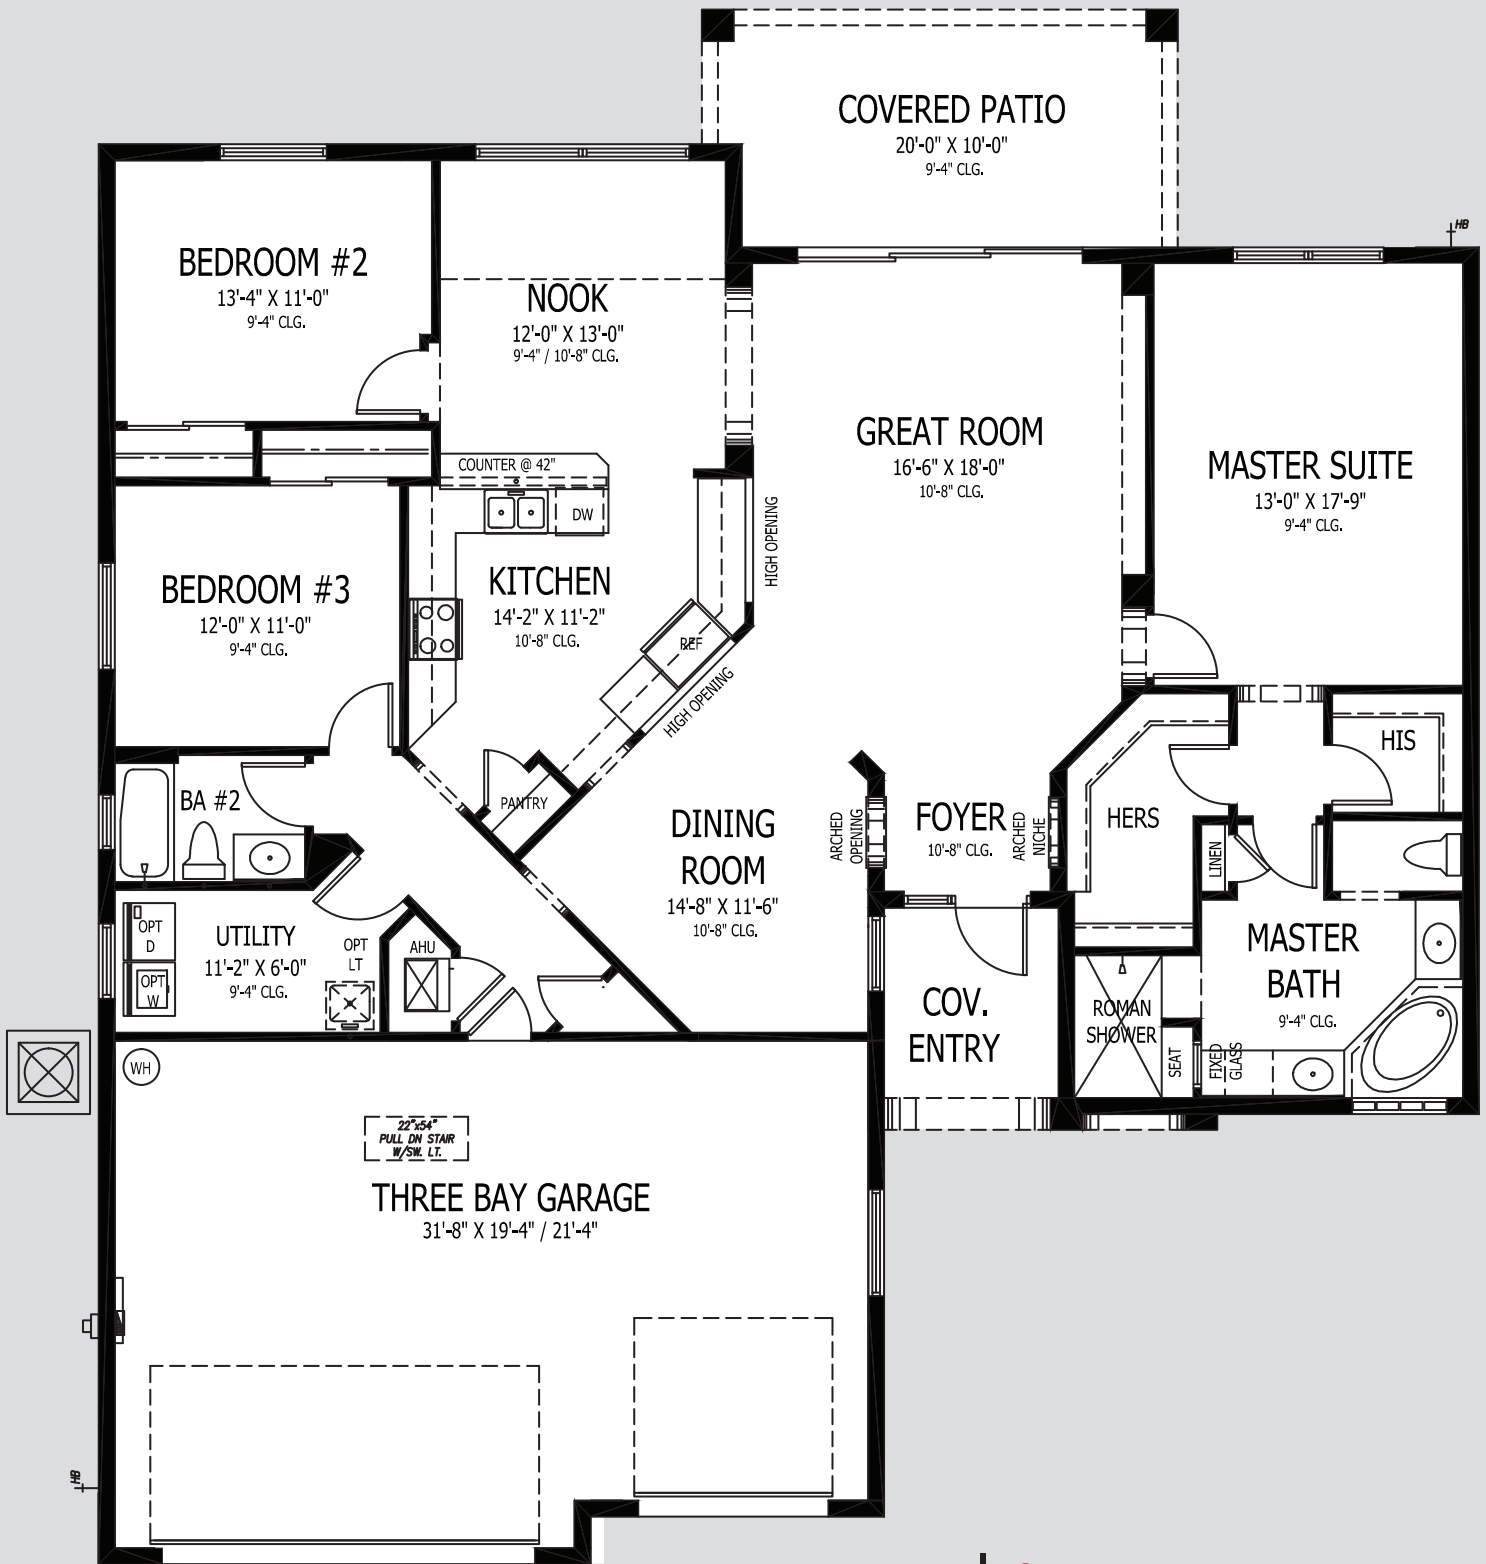 COVERED PATIO
20'-0" X 10'-0"
9'-4" CLG.
HB
BEDROOM #2
13'-4" X 11'-0"
9'-4" CLG.
NOOK
12'-0" X 13'-0"
9'-4" / 10'-8" CLG.
GREAT ROOM
16'-6" X 18'-0"
10'-8" CLG.
MASTER SUITE
13'-0" X 17'-9"
9'-4" CLG.
COUNTER @ 42"
DW
HIGH OPENING
KITCHEN
14'-2" X 11'-2"
10'-8" CLG.
BEDROOM #3
12'-0" X 11'-0"
9'-4" CLG.
REF
HIGH OPENING
HIS
HERS
PANTRY
BA #2
DINING
ROOM
14'-8" X 11'-6"
10'-8" CLG.
ARCHED
OPENING
FOYER
10'-8" CLG.
ARCHED
NICHE
LINEN
OPT
D
OPT
W
UTILITY
11'-2" X 6'-0"
9'-4" CLG.
OPT
LT
AHU
MASTER
BATH
9'-4" CLG.
COV.
ENTRY
ROMAN
SHOWER
SEAT
FIXED
GLASS
WH
22"x54"
PULL DN STAIR
W/SW. LT.
THREE BAY GARAGE
31'-8" X 19'-4" / 21'-4"
HB